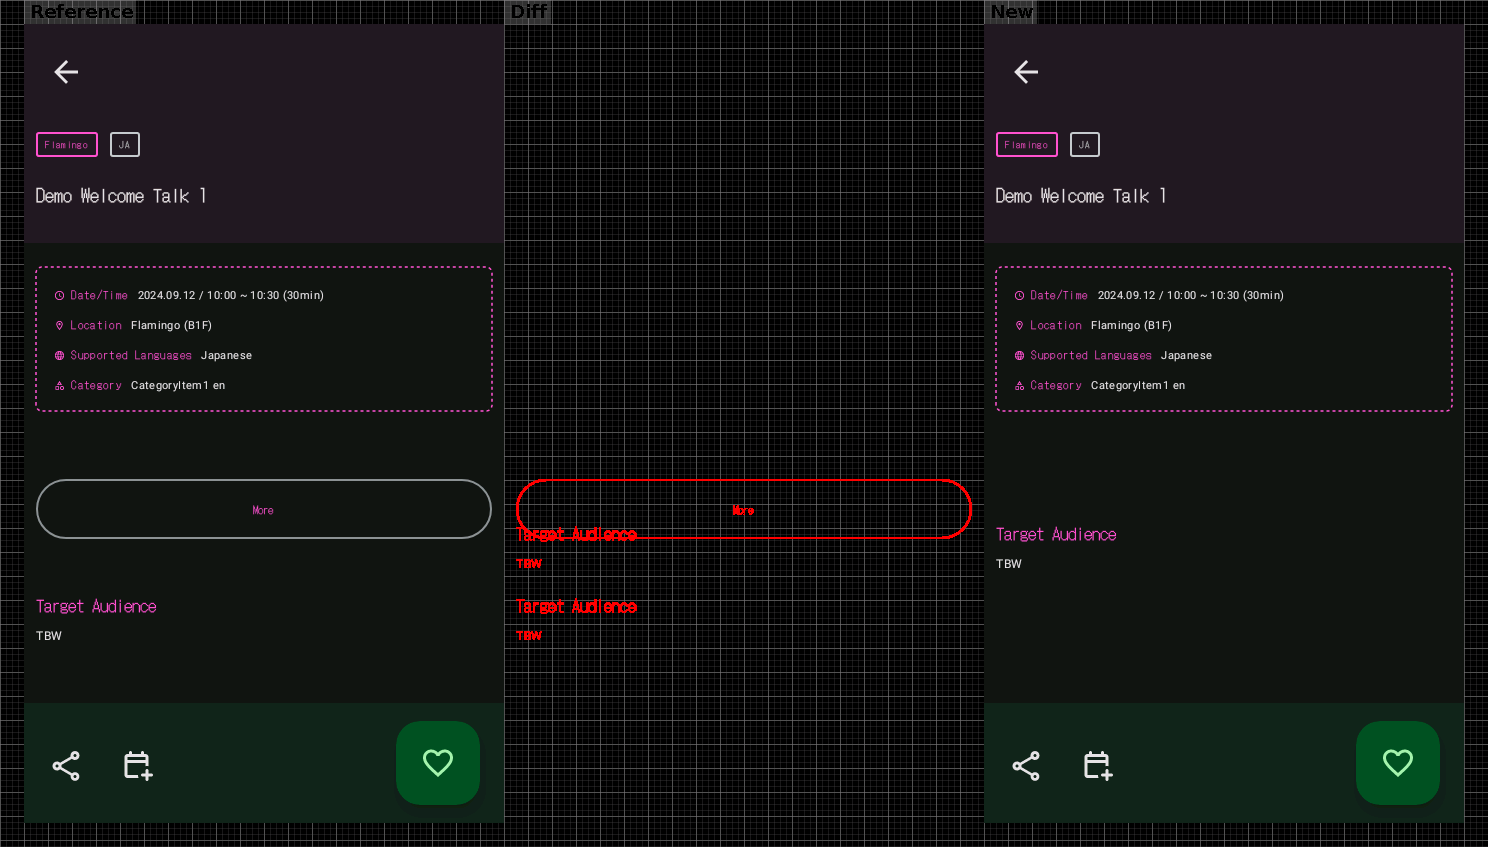 Reference
Diff
New
Flamingo
JA
Demo Welcome Talk 1
Date/Time 2024.09.12 / 10:00 ~ 10:30 (30min)
Location Flamingo (B1F)
Supported Languages Japanese
Category CategoryItem1 en
More
Target Audience
TBW
More
Target Audience
TBW
Target Audience
TBW
Flamingo
JA
Demo Welcome Talk 1
Date/Time 2024.09.12 / 10:00 ~ 10:30 (30min)
Location Flamingo (B1F)
Supported Languages Japanese
Category CategoryItem1 en
Target Audience
TBW